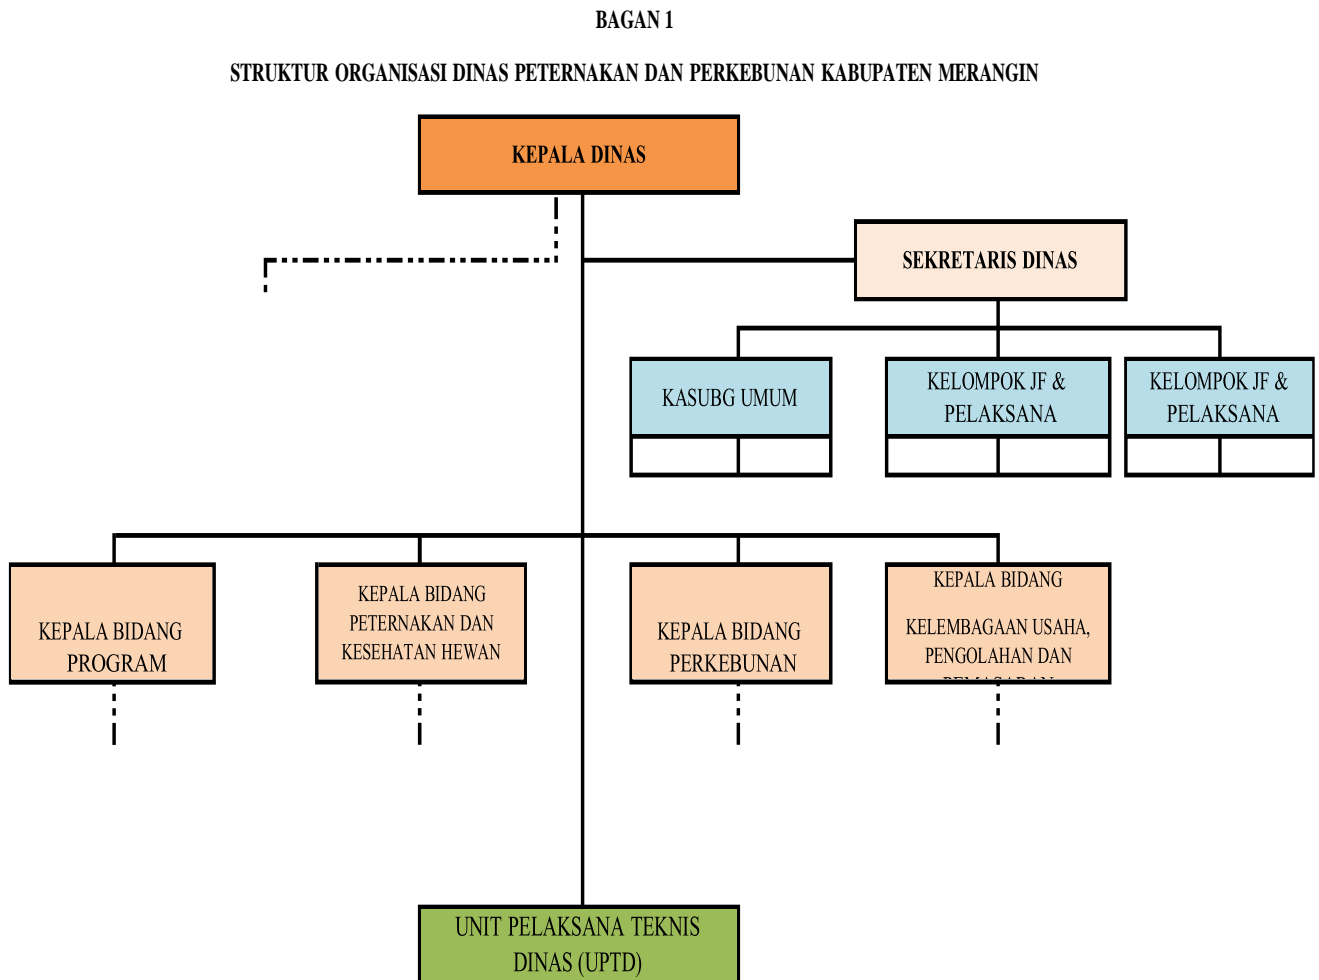 BAGAN 1
STRUKTUR ORGANISASI DINAS PETERNAKAN DAN PERKEBUNAN KABUPATEN MERANGIN
KEPALA DINAS
SEKRETARIS DINAS
KASUBG UMUM
KELOMPOK JF &
PELAKSANA
KELOMPOK JF &
PELAKSANA
KEPALA BIDANG
PROGRAM
KEPALA BIDANG
PETERNAKAN DAN
KESEHATAN HEWAN
KEPALA BIDANG
PERKEBUNAN
KEPALA BIDANG
KELEMBAGAAN USAHA,
PENGOLAHAN DAN
PEMASARAN
UNIT PELAKSANA TEKNIS
DINAS (UPTD)